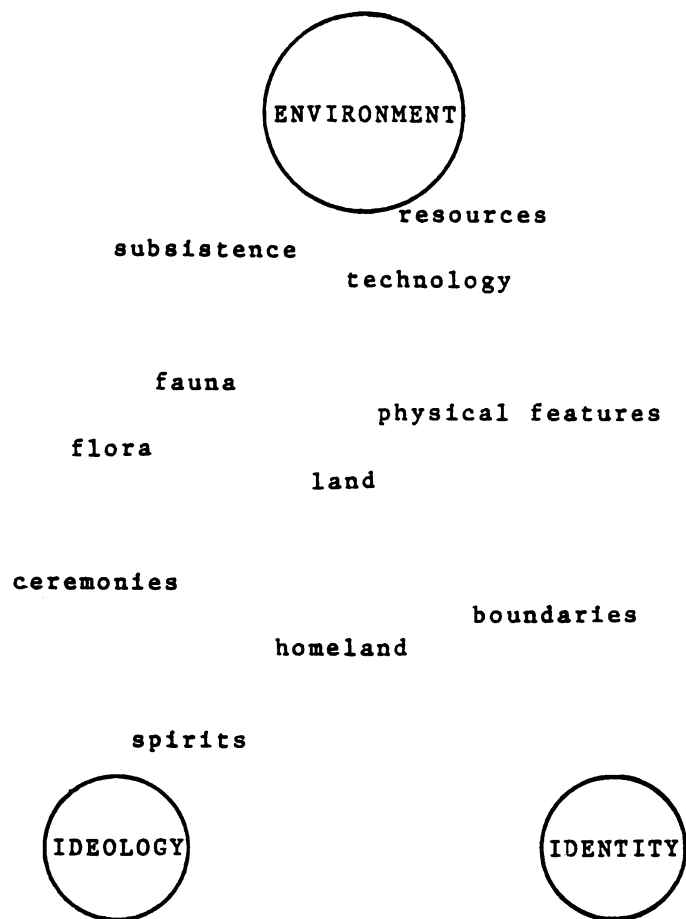 ENVIRONMENT
resources
subsistence
technology
fauna
physical features
flora
land
ceremonies
boundaries
homeland
spirits
IDEOLOGY
IDENTITY